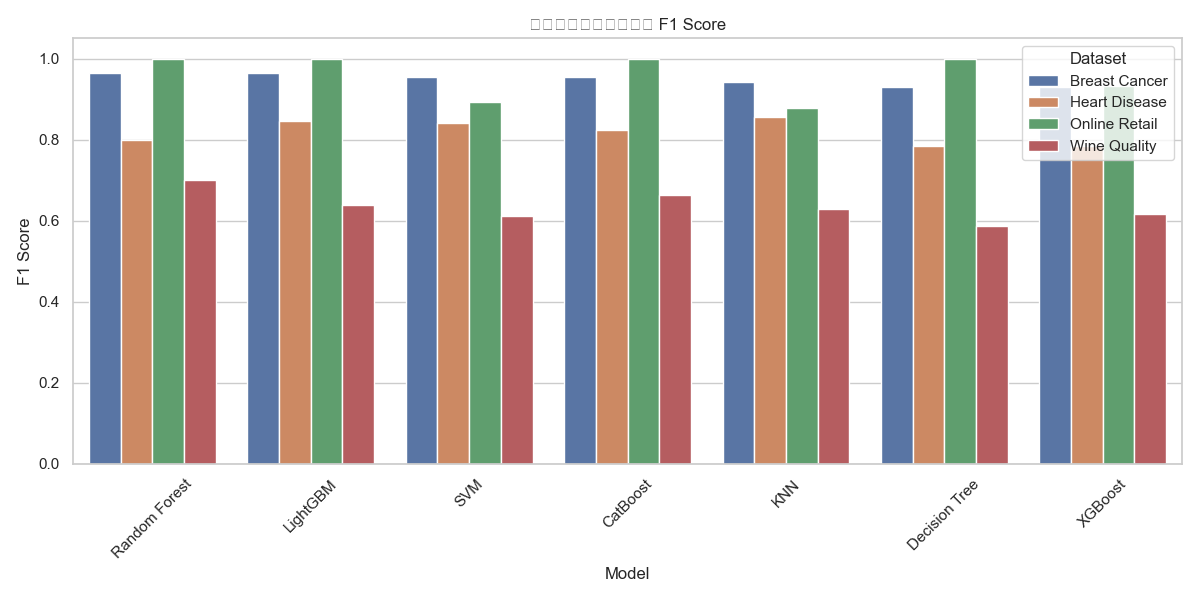 F1 Score
1.0
0.8
0.6
0.4
0.2
0.0
F1 Score
Dataset
Breast Cancer
Heart Disease
Online Retail
Wine Quality
Random Forest
LightGBM
SVM
CatBoost
KNN
Decision Tree
XGBoost
Model